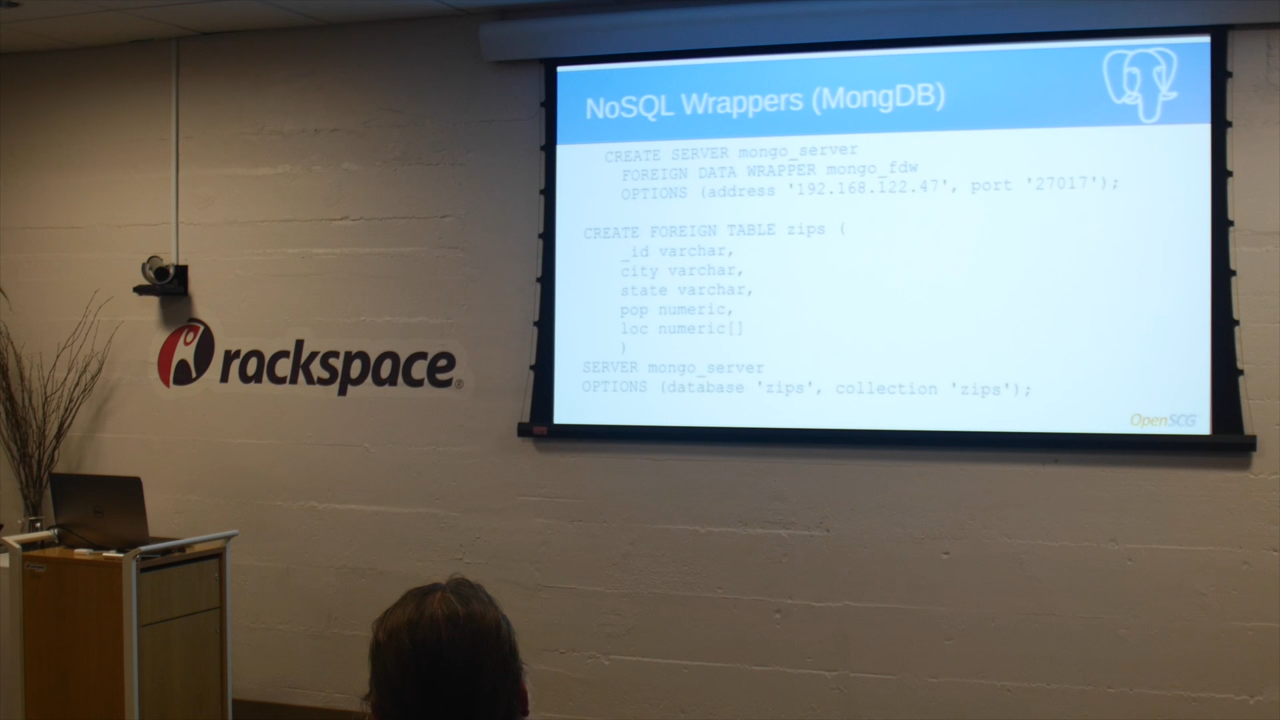 NoSQL Wrappers (MongDB)
CREATE SERVER mongo_server
FOREIGN DATA WRAPPER mongo_fdw
OPTIONS (address '192.168.122.47', port '27017');
CREATE FOREIGN TABLE zips (
_id varchar,
city varchar,
state varchar,
pop numeric,
loc numeric[]
)
SERVER mongo_server
OPTIONS (database 'zips', collection 'zips');
OpenSCG
rackspace®